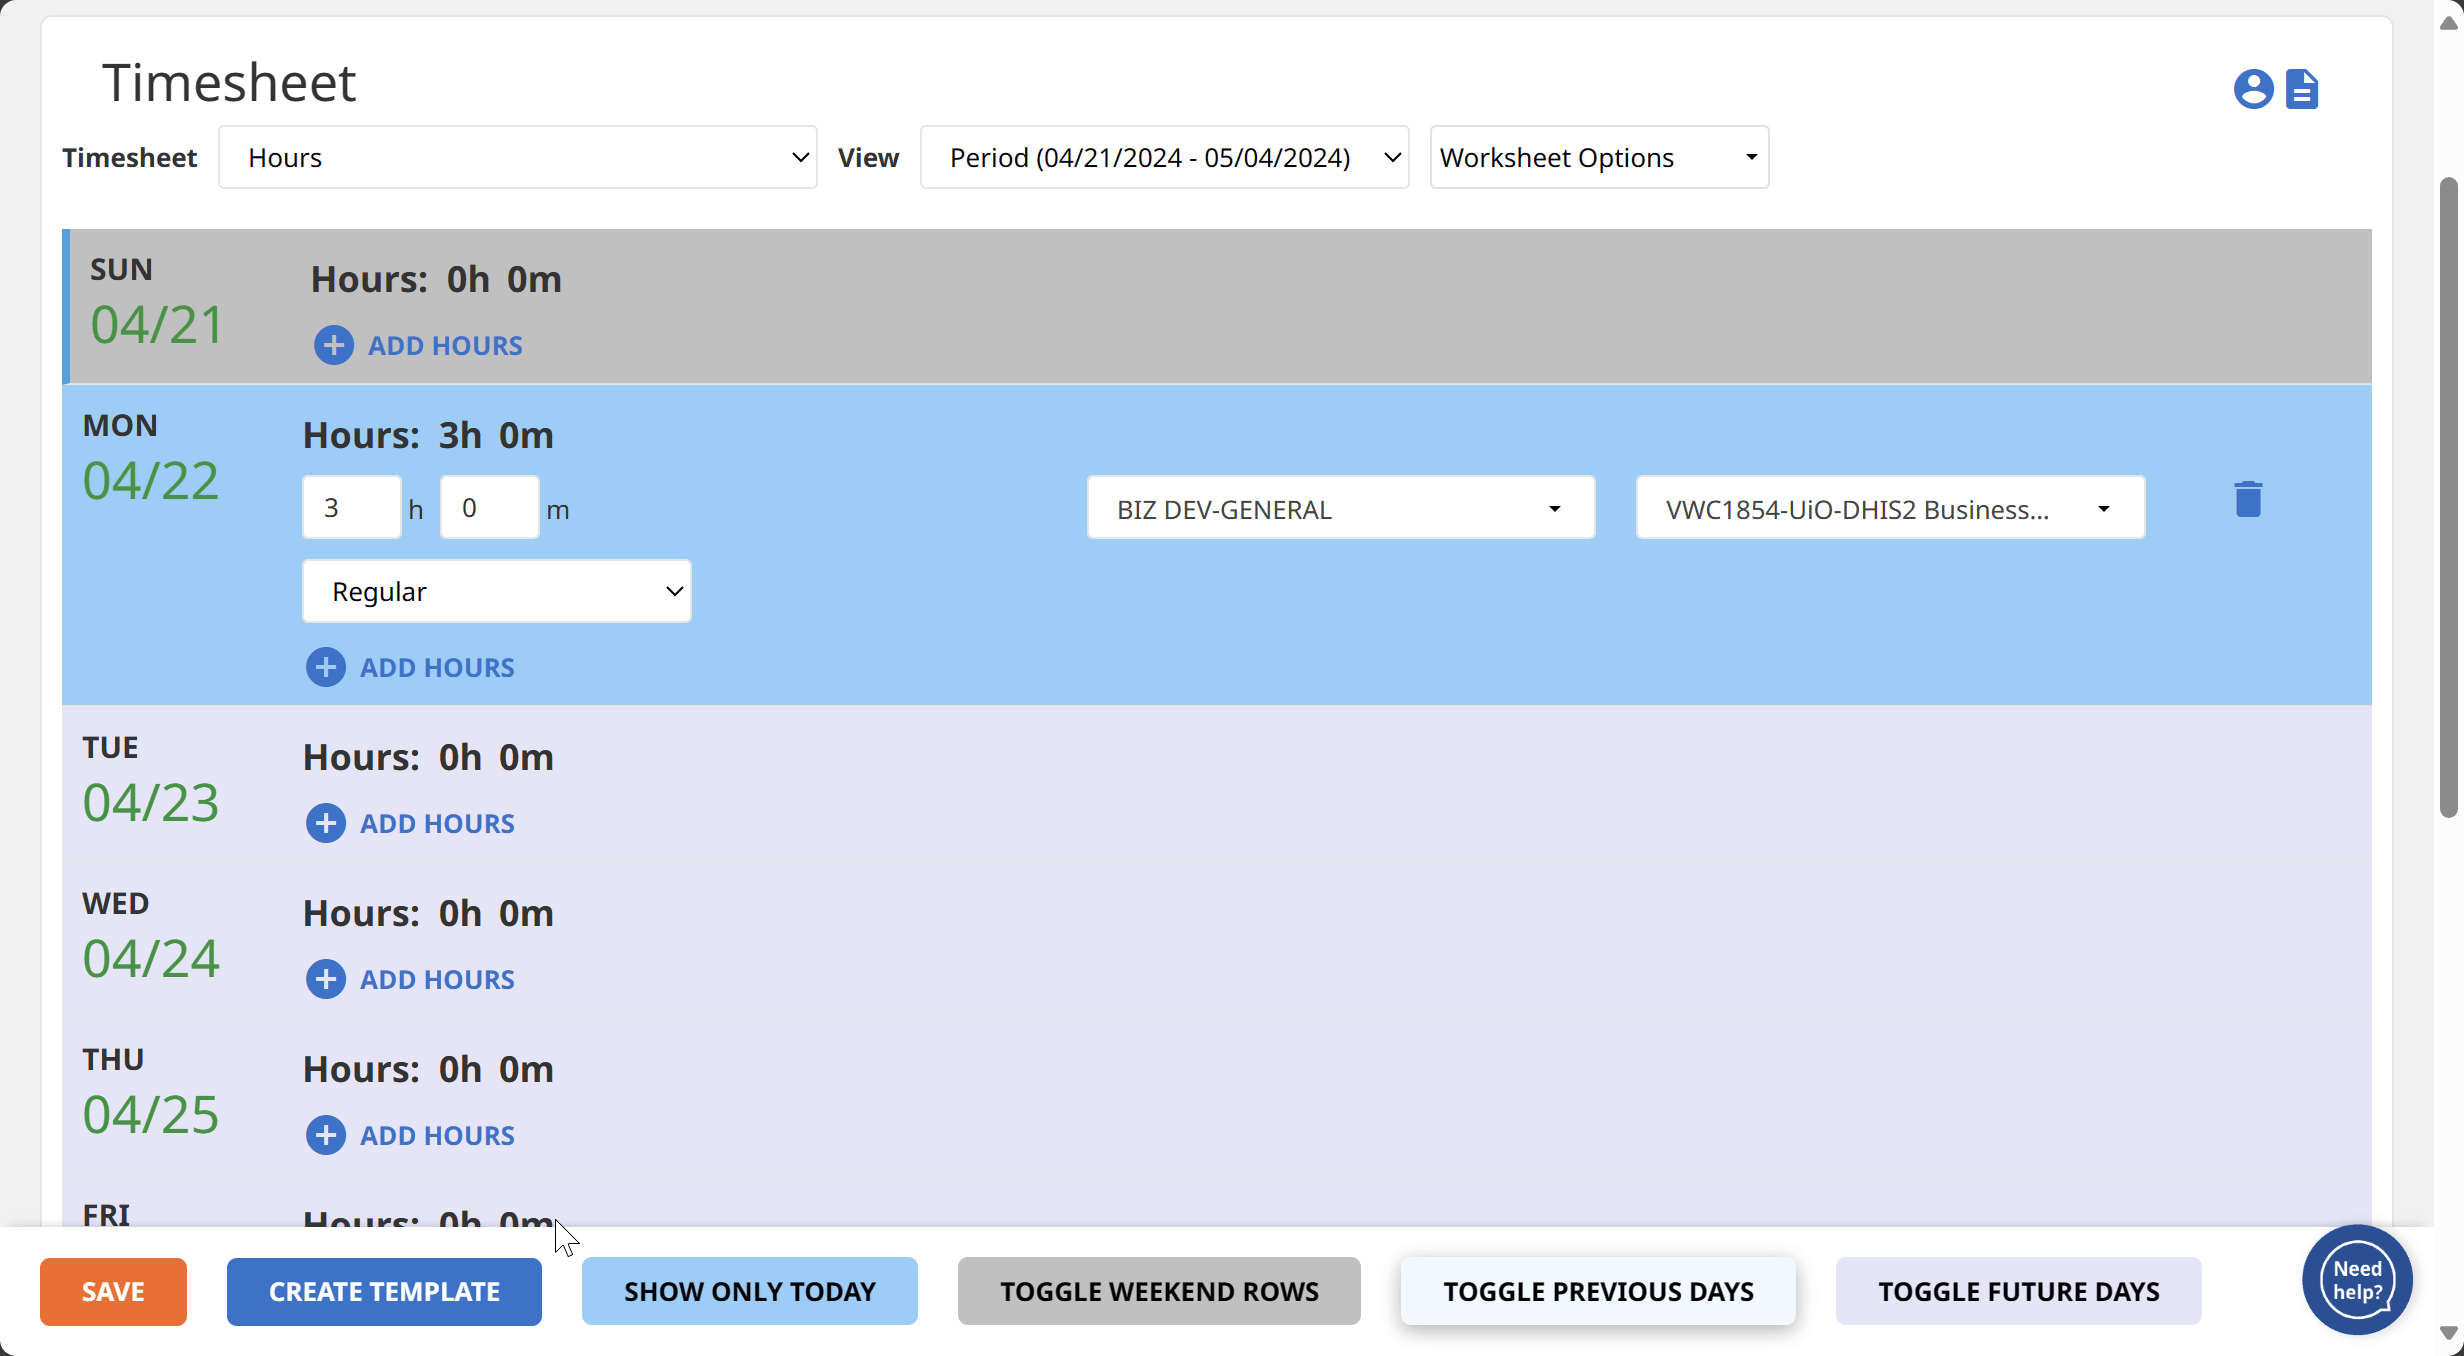 Timesheet
Timesheet Hours View Period (04/21/2024 - 05/04/2024) Worksheet Options
SUN
04/21
Hours: 0h 0m
ADD HOURS
MON
04/22
Hours: 3h 0m
3 h 0 m
BIZ DEV-GENERAL
VWC1854-UiO-DHIS2 Business...
Regular
ADD HOURS
TUE
04/23
Hours: 0h 0m
ADD HOURS
WED
04/24
Hours: 0h 0m
ADD HOURS
THU
04/25
Hours: 0h 0m
ADD HOURS
FRI
Hours: 0h 0m
SAVE
CREATE TEMPLATE
SHOW ONLY TODAY
TOGGLE WEEKEND ROWS
TOGGLE PREVIOUS DAYS
TOGGLE FUTURE DAYS
Need
help?